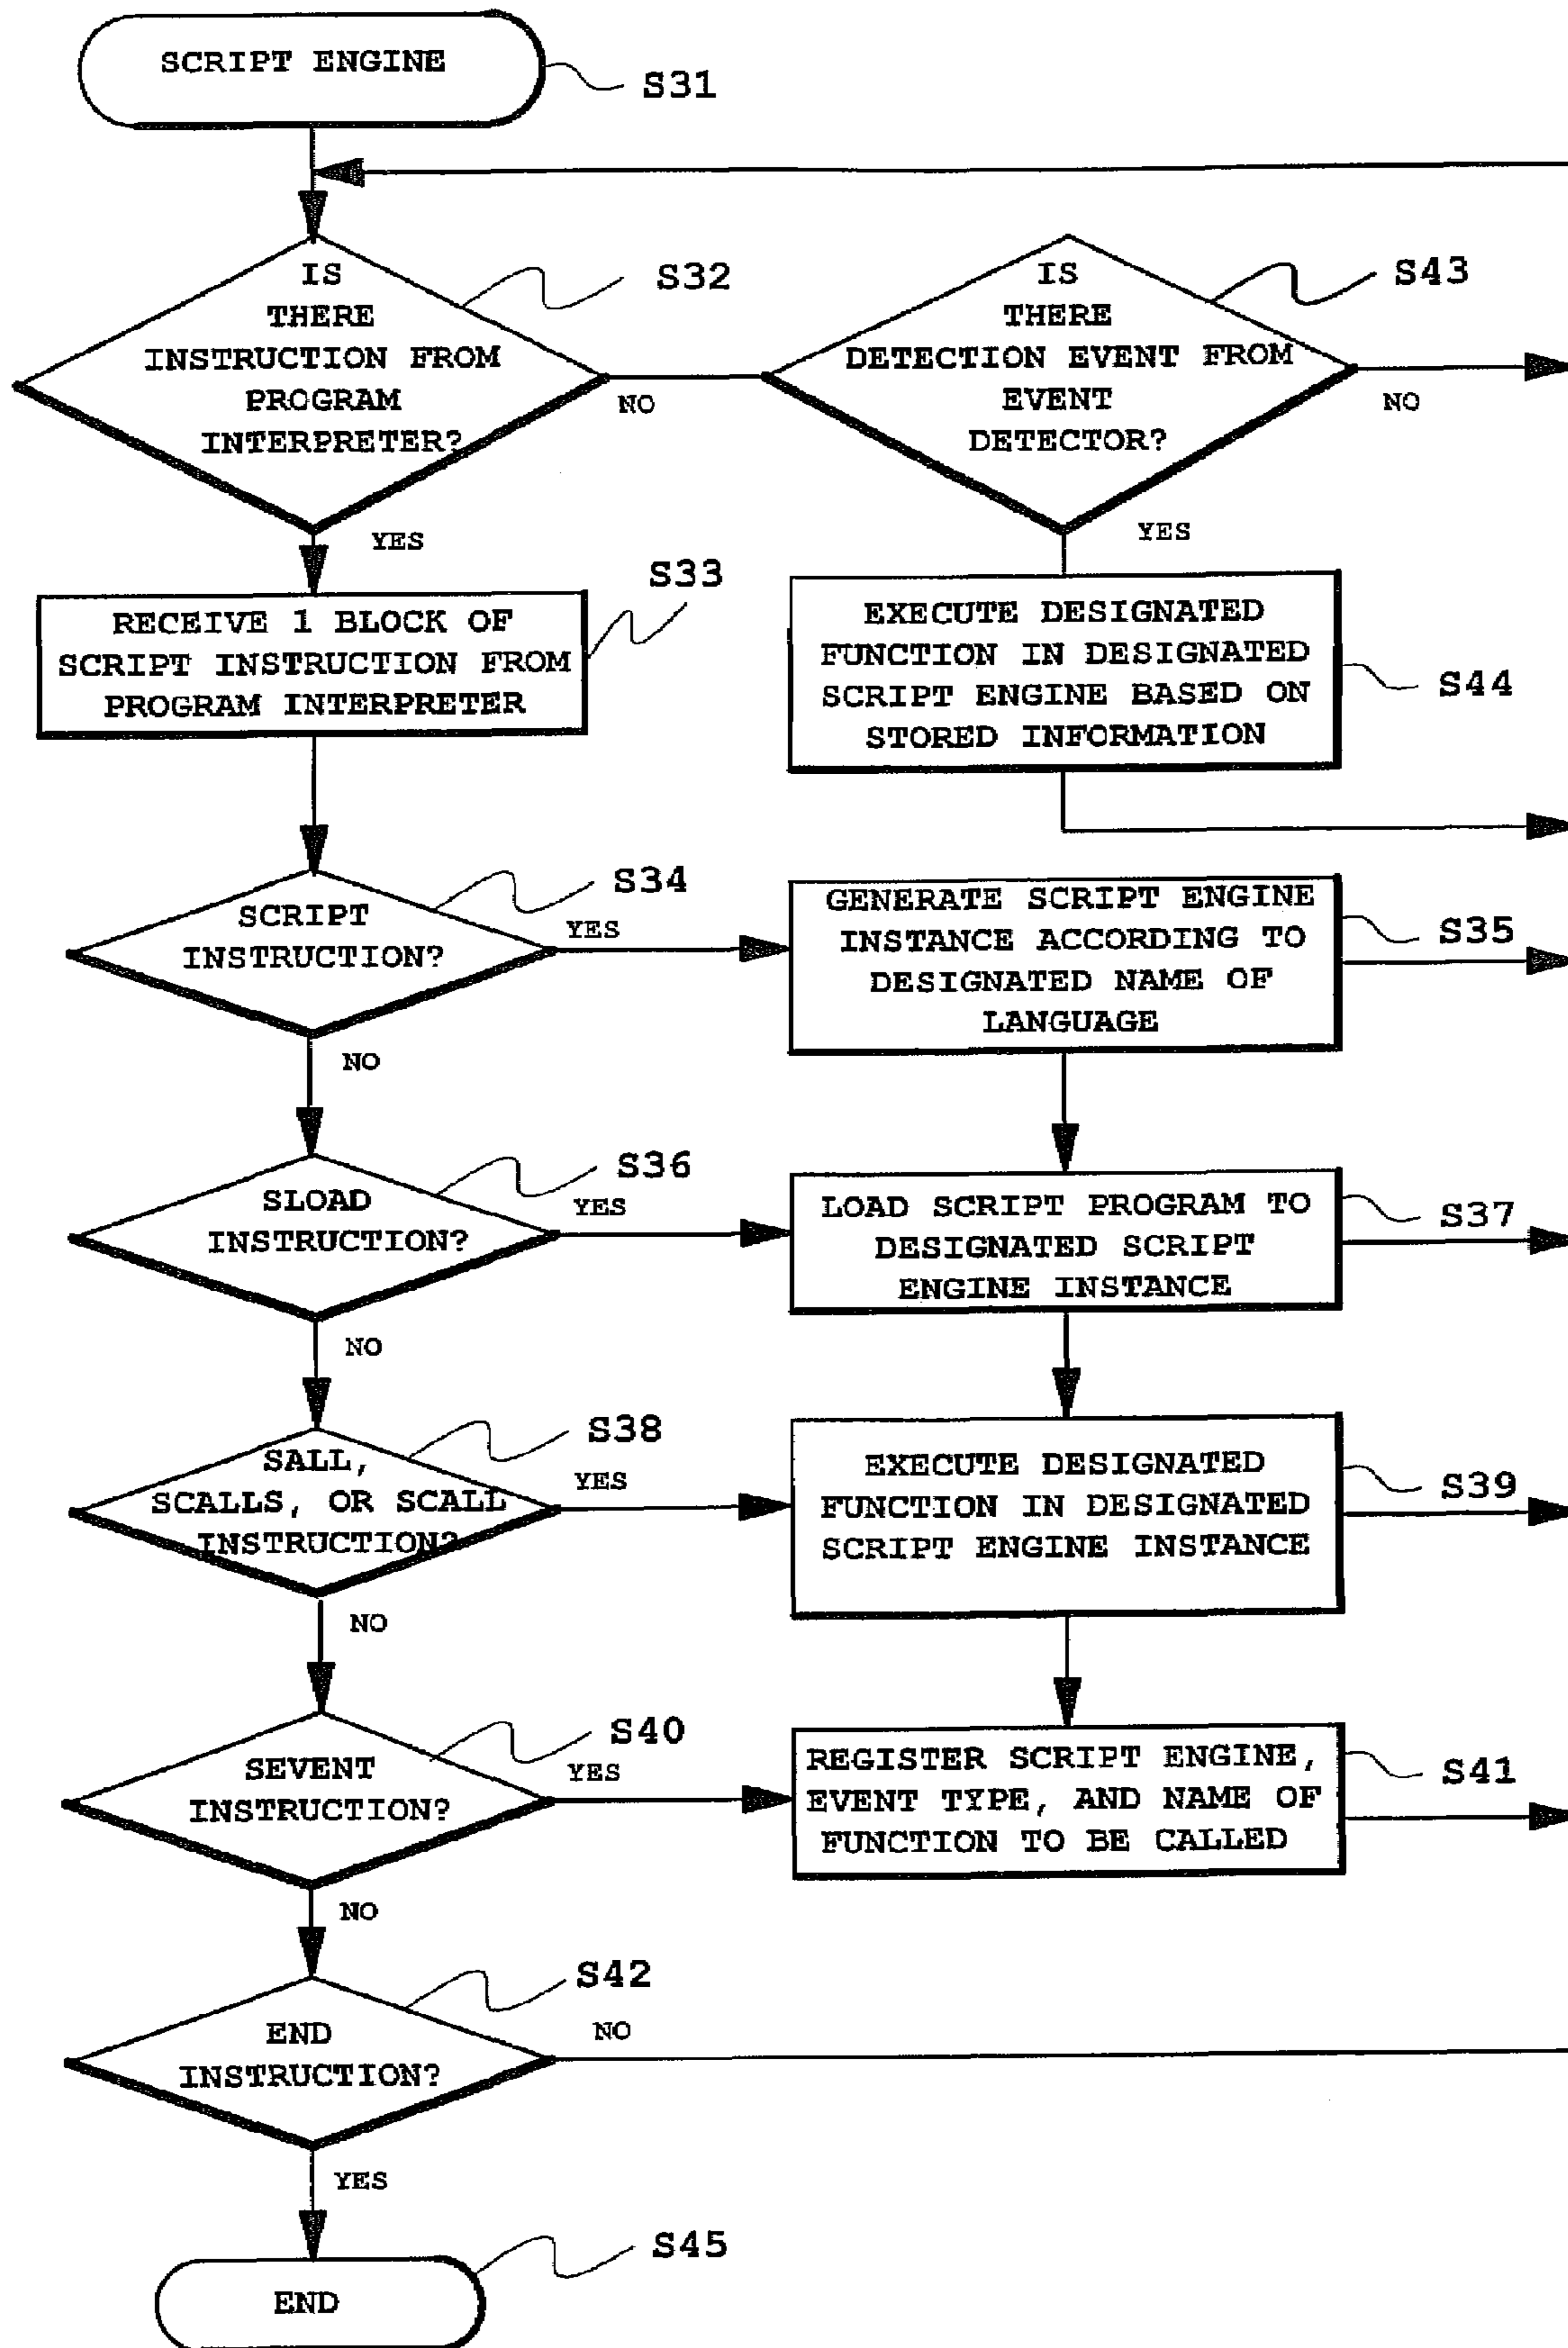 SCRIPT ENGINE
S31
IS
THERE
INSTRUCTION FROM
PROGRAM
INTERPRETER?
S32
NO
YES
IS
THERE
DETECTION EVENT FROM
EVENT
DETECTOR?
S43
NO
YES
RECEIVE 1 BLOCK OF
SCRIPT INSTRUCTION FROM
PROGRAM INTERPRETER
S33
EXECUTE DESIGNATED
FUNCTION IN DESIGNATED
SCRIPT ENGINE BASED ON
STORED INFORMATION
S44
SCRIPT
INSTRUCTION?
S34
YES
NO
GENERATE SCRIPT ENGINE
INSTANCE ACCORDING TO
DESIGNATED NAME OF
LANGUAGE
S35
SLOAD
INSTRUCTION?
S36
YES
NO
LOAD SCRIPT PROGRAM TO
DESIGNATED SCRIPT
ENGINE INSTANCE
S37
SALL,
SCALLS, OR SCALL
INSTRUCTION?
S38
YES
NO
EXECUTE DESIGNATED
FUNCTION IN DESIGNATED
SCRIPT ENGINE INSTANCE
S39
SEVENT
INSTRUCTION?
S40
YES
NO
REGISTER SCRIPT ENGINE,
EVENT TYPE, AND NAME OF
FUNCTION TO BE CALLED
S41
END
INSTRUCTION?
S42
NO
YES
END
S45